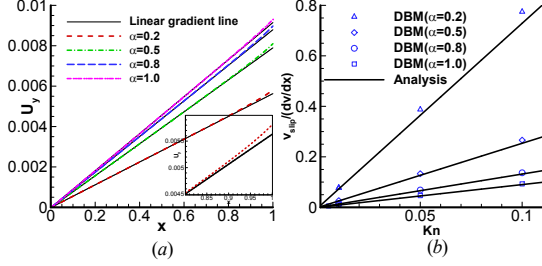 0.01
0.008
0.006
0.004
0.002
0
U_y
Linear gradient line
α=0.2
α=0.5
α=0.8
α=1.0
0.0055
0.0045
U_y
0.85 0.9 0.95 1
0 0.2 0.4 0.6 0.8 1
x
(a)
0.8
0.6
0.4
0.2
0
v_slip/(dv/dx)
DBM(α=0.2)
DBM(α=0.5)
DBM(α=0.8)
DBM(α=1.0)
Analysis
0.05 0.1
Kn
(b)